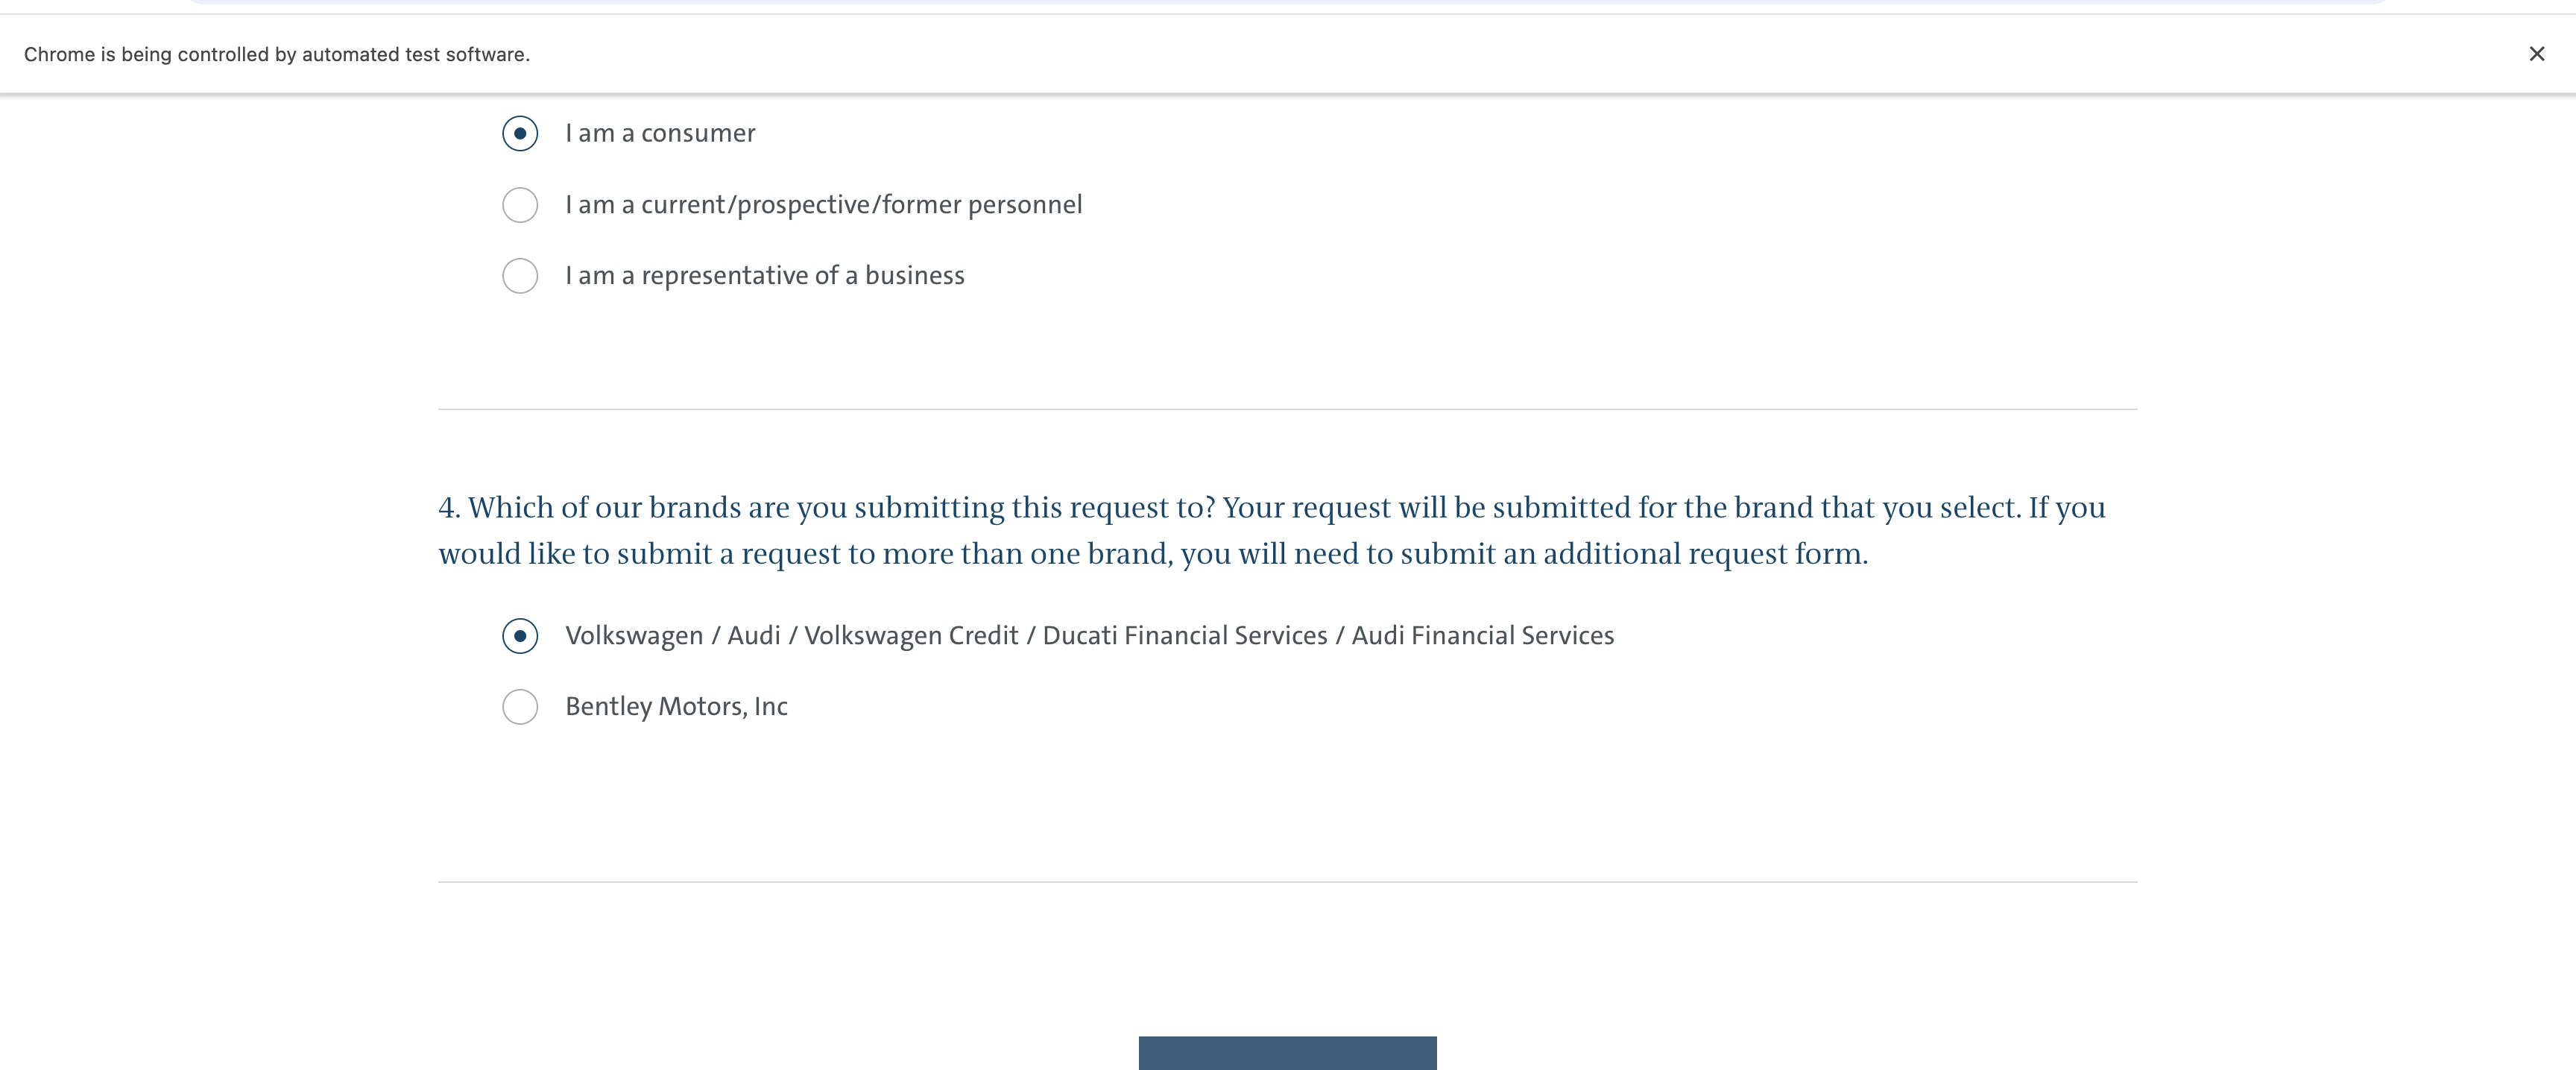 Chrome is being controlled by automated test software.
I am a consumer
I am a current/prospective/former personnel
I am a representative of a business
4. Which of our brands are you submitting this request to? Your request will be submitted for the brand that you select. If you
would like to submit a request to more than one brand, you will need to submit an additional request form.
Volkswagen / Audi / Volkswagen Credit / Ducati Financial Services / Audi Financial Services
Bentley Motors, Inc